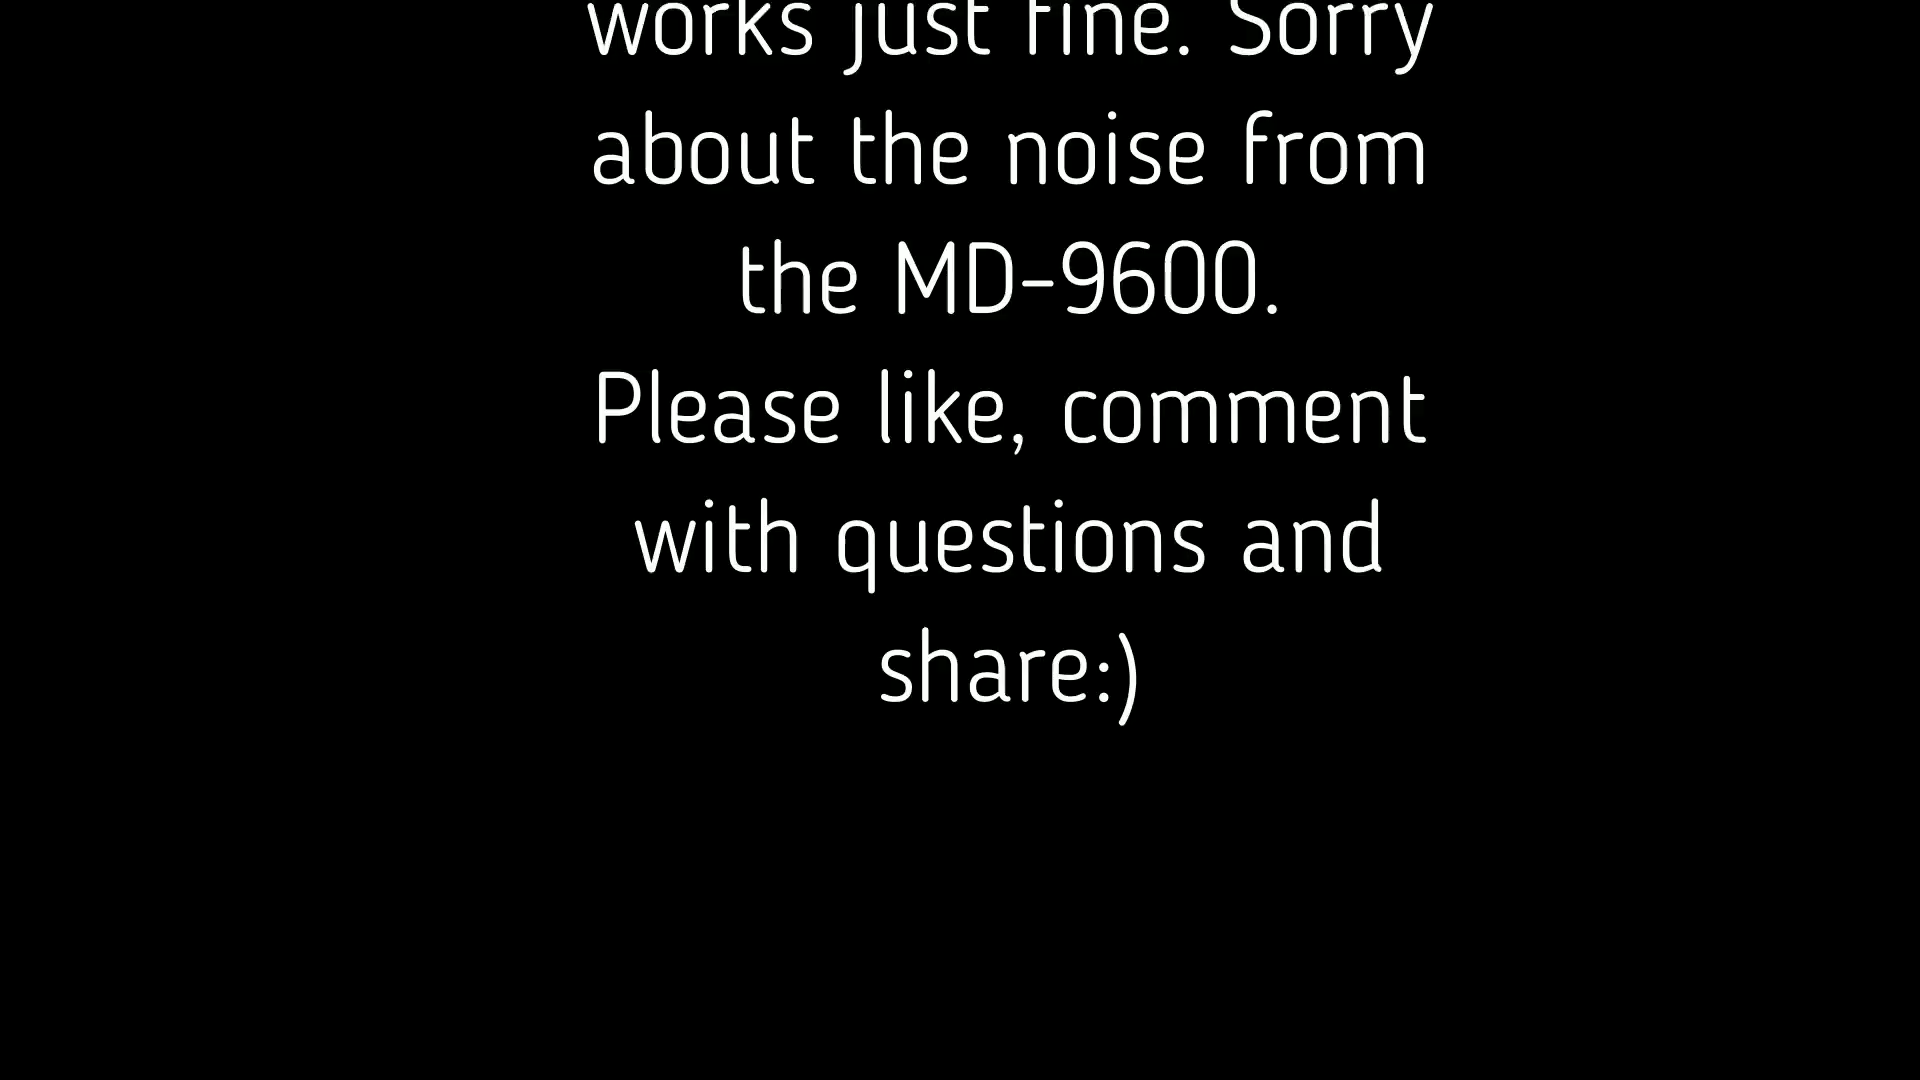 works just fine. Sorry
about the noise from
the MD-9600.
Please like, comment
with questions and
share:)